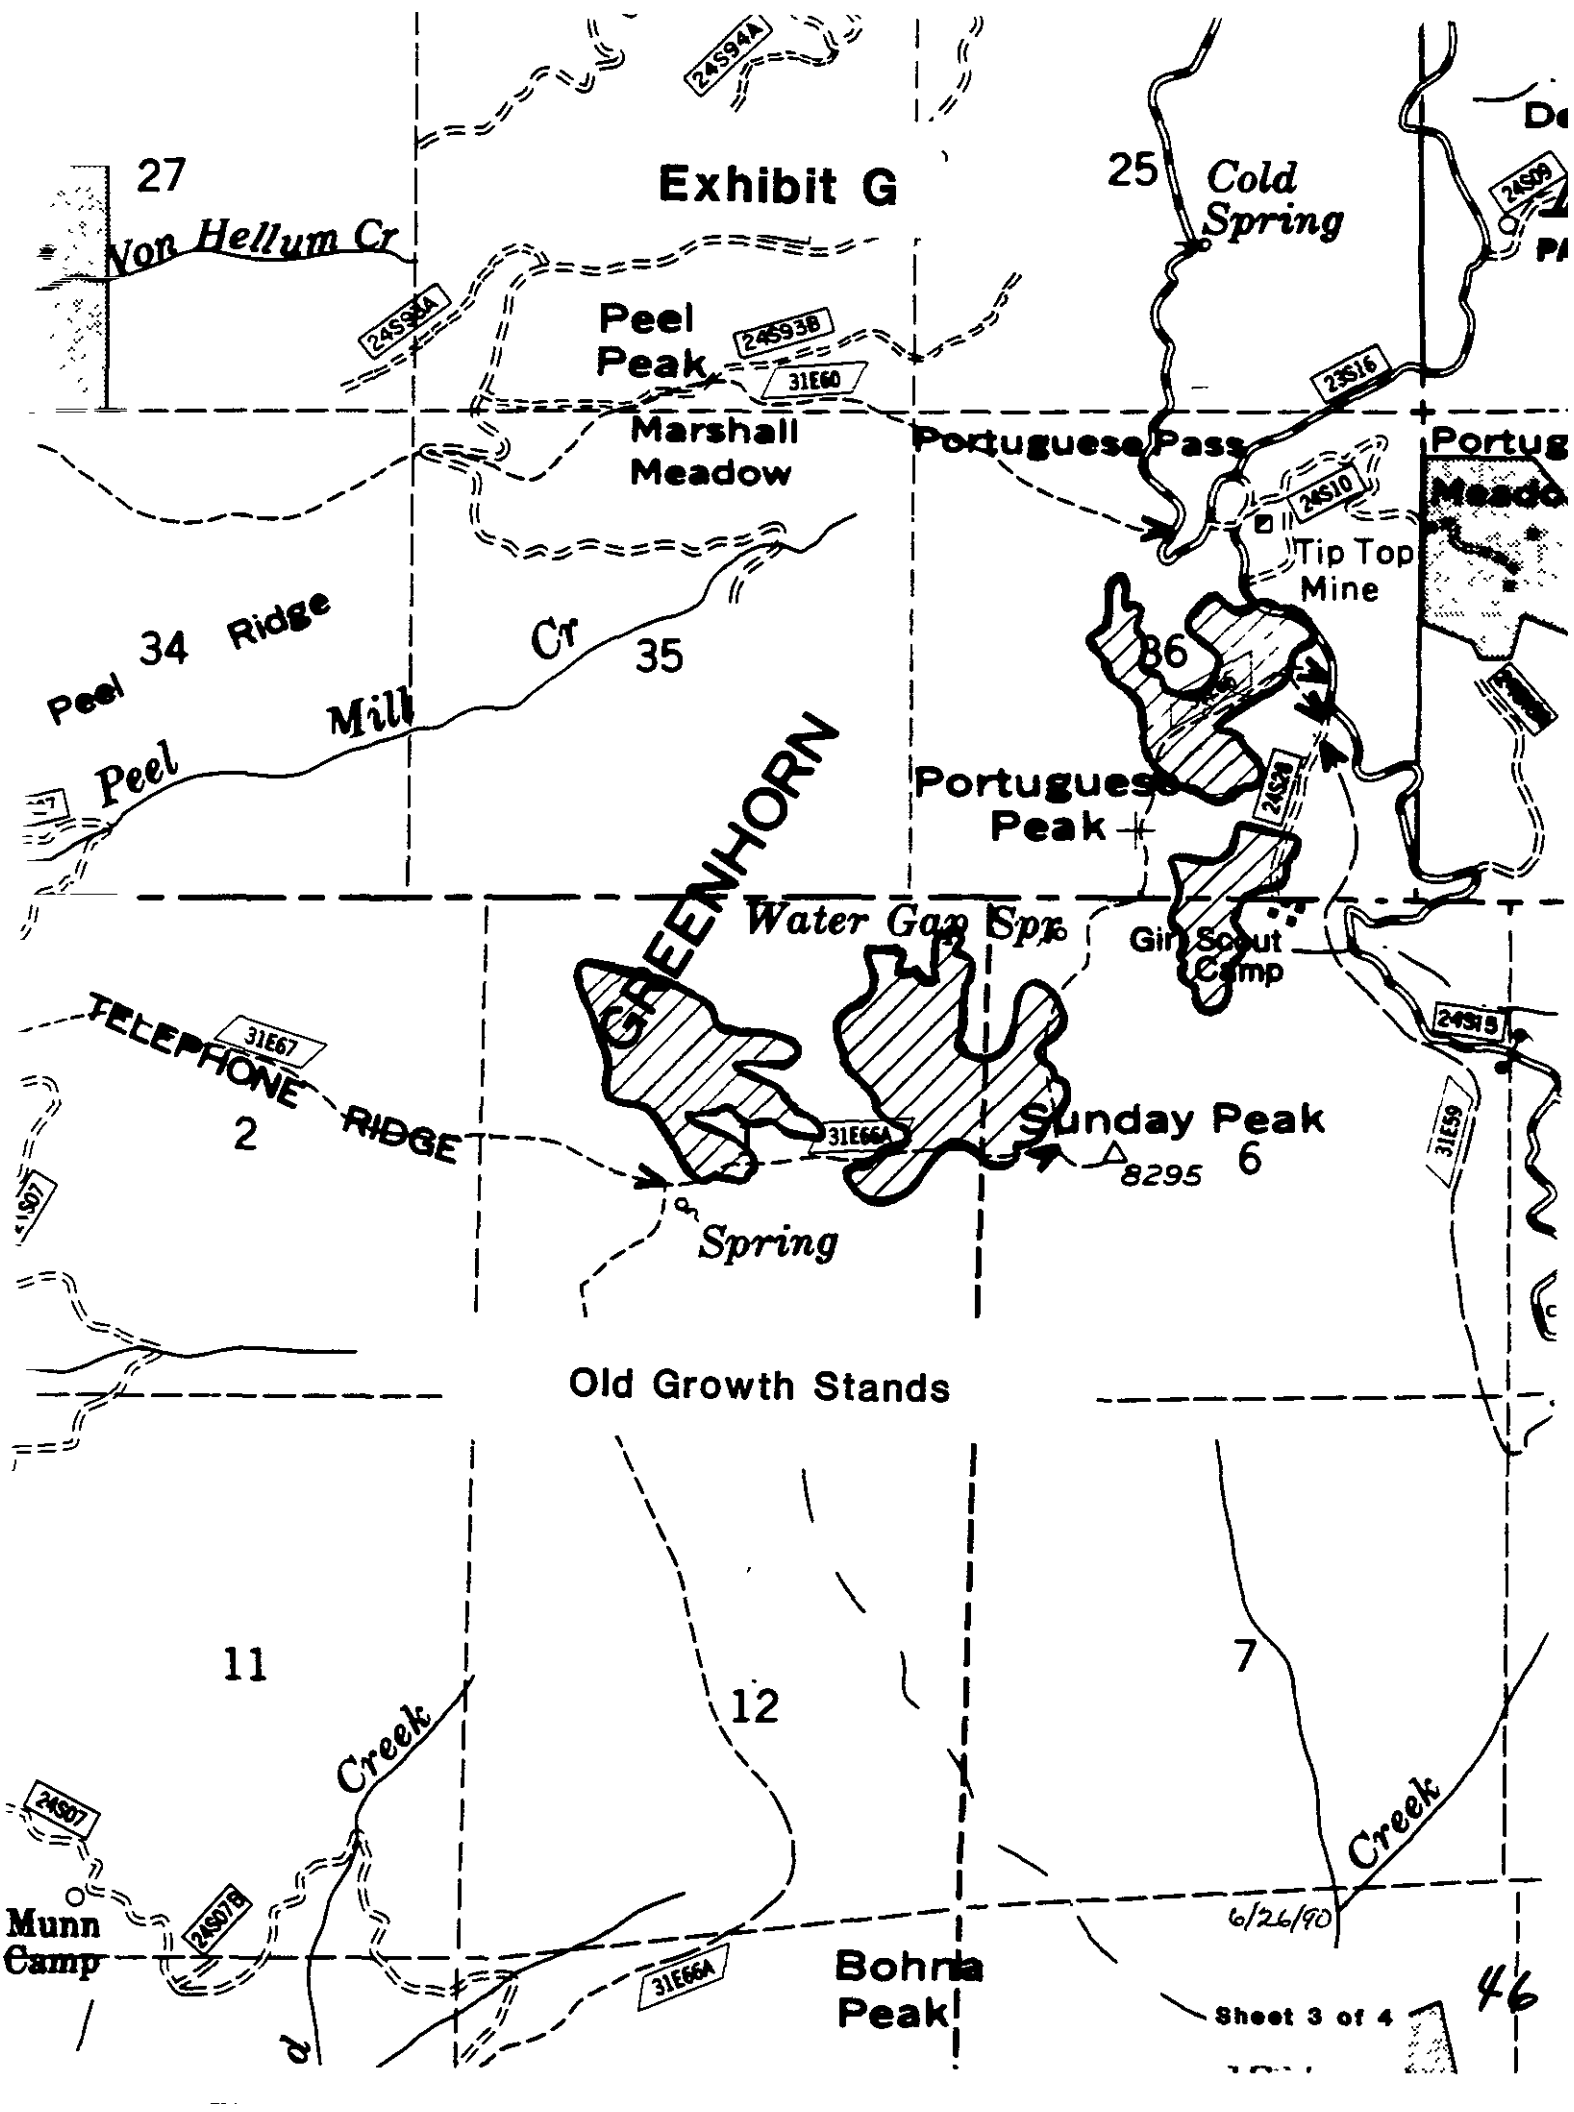 24S94A
De
27
Exhibit G
25
Cold
Spring
24S09
PA
Von Hellum Cr
24S93A
Peel
Peak
24S93B
31E60
23S16
Marshall
Meadow
Portuguese Pass
Portug
Meado
24S10
Tip Top
Mine
34
Peel Ridge
Peel Mill Cr
35
36
GREENHORN
Portuguese
Peak
24S28
Water Gap Spr
Girl Scout
Camp
24S15
TELEPHONE RIDGE
31E67
2
31E66A
Sunday Peak
8295
6
31E59
Spring
Old Growth Stands
11
12
7
Creek
Creek
24S07
24S07B
Munn
Camp
6/26/90
31E66A
Bohna
Peak
46
Sheet 3 of 4
d